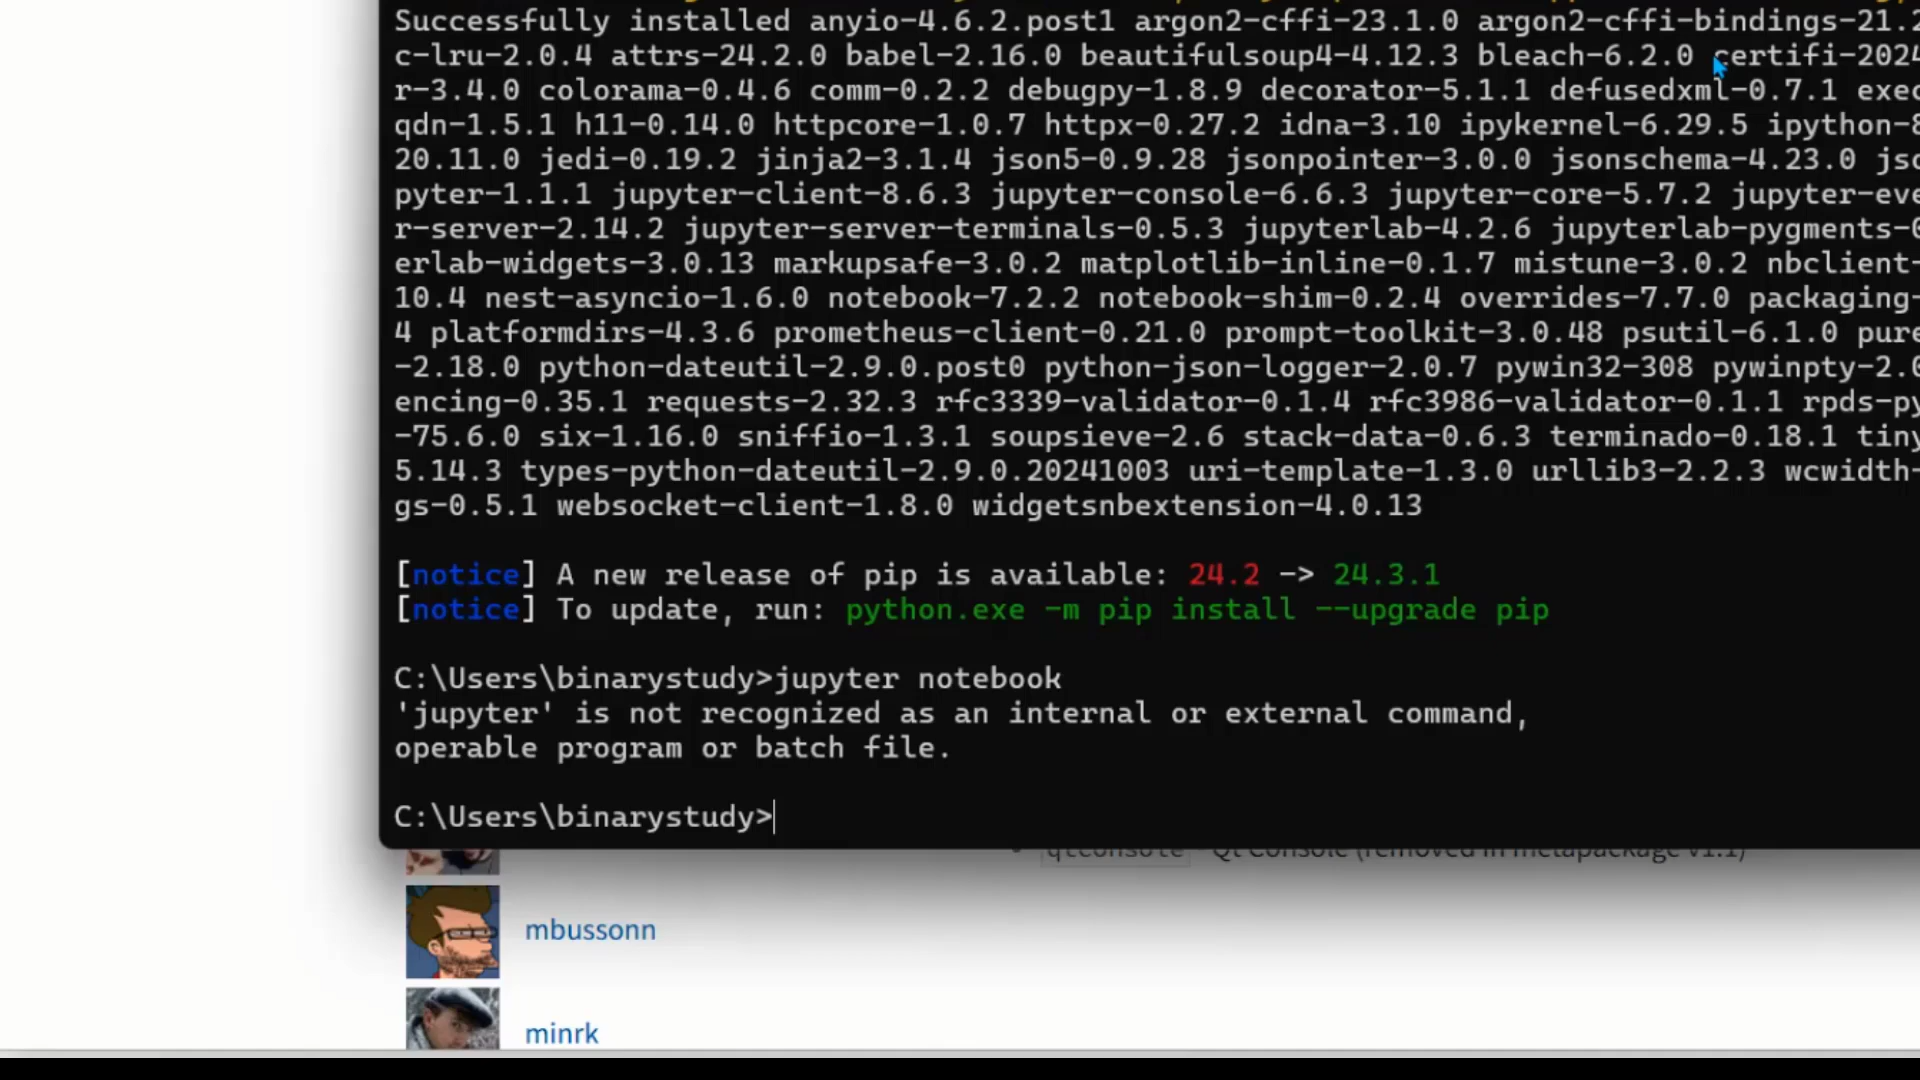 Successfully installed anyio-4.6.2.post1 argon2-cffi-23.1.0 argon2-cffi-bindings-21.2
c-lru-2.0.4 attrs-24.2.0 babel-2.16.0 beautifulsoup4-4.12.3 bleach-6.2.0 certifi-2024
r-3.4.0 colorama-0.4.6 comm-0.2.2 debugpy-1.8.9 decorator-5.1.1 defusedxml-0.7.1 exec
qdn-1.5.1 h11-0.14.0 httpcore-1.0.7 httpx-0.27.2 idna-3.10 ipykernel-6.29.5 ipython-8
20.11.0 jedi-0.19.2 jinja2-3.1.4 json5-0.9.28 jsonpointer-3.0.0 jsonschema-4.23.0 jsc
pyter-1.1.1 jupyter-client-8.6.3 jupyter-console-6.6.3 jupyter-core-5.7.2 jupyter-eve
r-server-2.14.2 jupyter-server-terminals-0.5.3 jupyterlab-4.2.6 jupyterlab-pygments-0
erlab-widgets-3.0.13 markupsafe-3.0.2 matplotlib-inline-0.1.7 mistune-3.0.2 nbclient-
10.4 nest-asyncio-1.6.0 notebook-7.2.2 notebook-shim-0.2.4 overrides-7.7.0 packaging-
4 platformdirs-4.3.6 prometheus-client-0.21.0 prompt-toolkit-3.0.48 psutil-6.1.0 pure
-2.18.0 python-dateutil-2.9.0.post0 python-json-logger-2.0.7 pywin32-308 pywinpty-2.0
encing-0.35.1 requests-2.32.3 rfc3339-validator-0.1.4 rfc3986-validator-0.1.1 rpds-py
-75.6.0 six-1.16.0 sniffio-1.3.1 soupsieve-2.6 stack-data-0.6.3 terminado-0.18.1 tiny
5.14.3 types-python-dateutil-2.9.0.20241003 uri-template-1.3.0 urllib3-2.2.3 wcwidth-
gs-0.5.1 websocket-client-1.8.0 widgetsnbextension-4.0.13
[notice] A new release of pip is available: 24.2 -> 24.3.1
[notice] To update, run: python.exe -m pip install --upgrade pip
C:\Users\binarystudy>jupyter notebook
'jupyter' is not recognized as an internal or external command,
operable program or batch file.
C:\Users\binarystudy>
qtconsole - Qt Console (removed in metapackage v1.1)
mbussonn
minrk